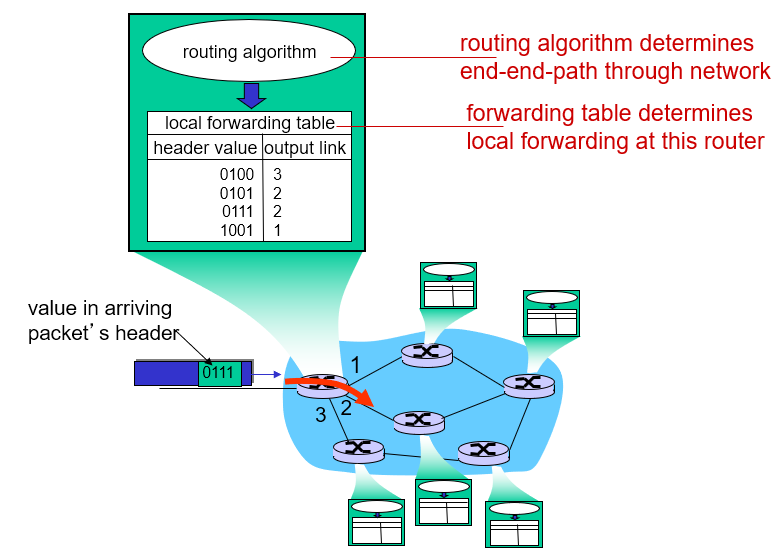 routing algorithm
routing algorithm determines
end-end-path through network
local forwarding table
forwarding table determines
local forwarding at this router
header value output link
0100 3
0101 2
0111 2
1001 1
value in arriving
packet’s header
0111
1
2
3